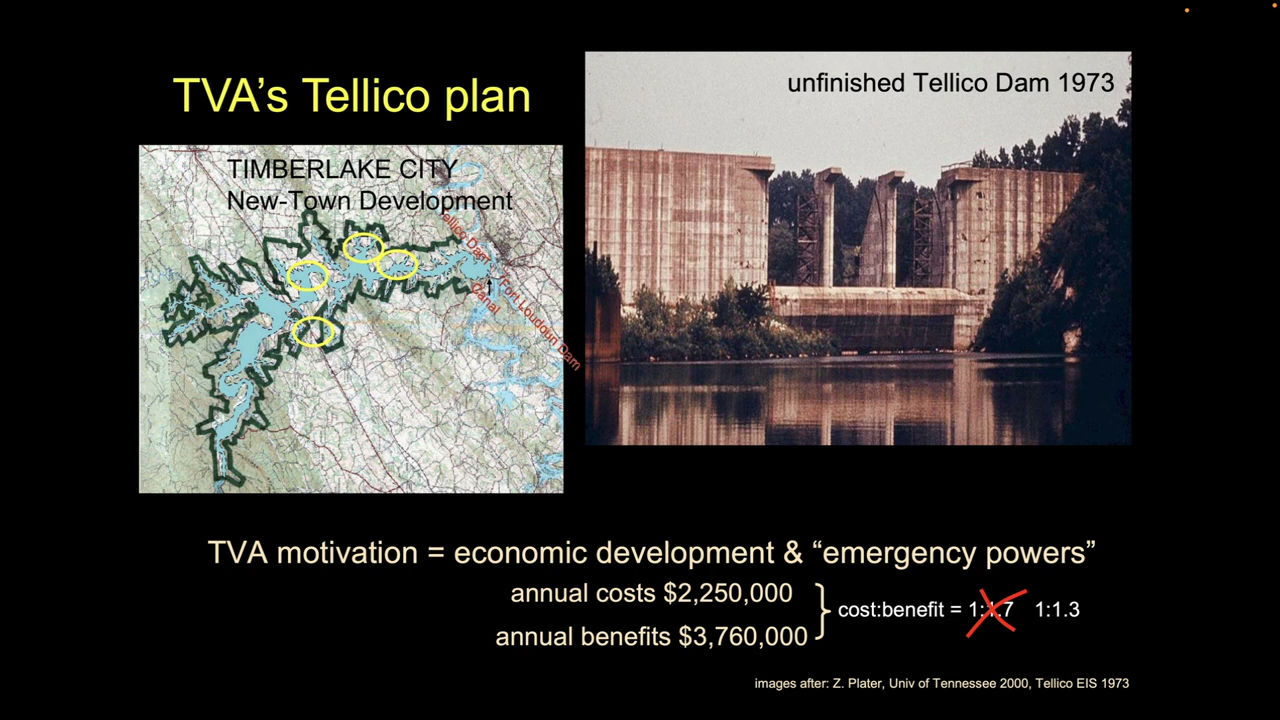 TVA’s Tellico plan
unfinished Tellico Dam 1973
TIMBERLAKE CITY
New-Town Development
Tellico Dam
Canal
Fort Loudoun Dam
TVA motivation = economic development & “emergency powers”
annual costs $2,250,000
annual benefits $3,760,000
cost:benefit = 1:1.7 1:1.3
images after: Z. Plater, Univ of Tennessee 2000, Tellico EIS 1973